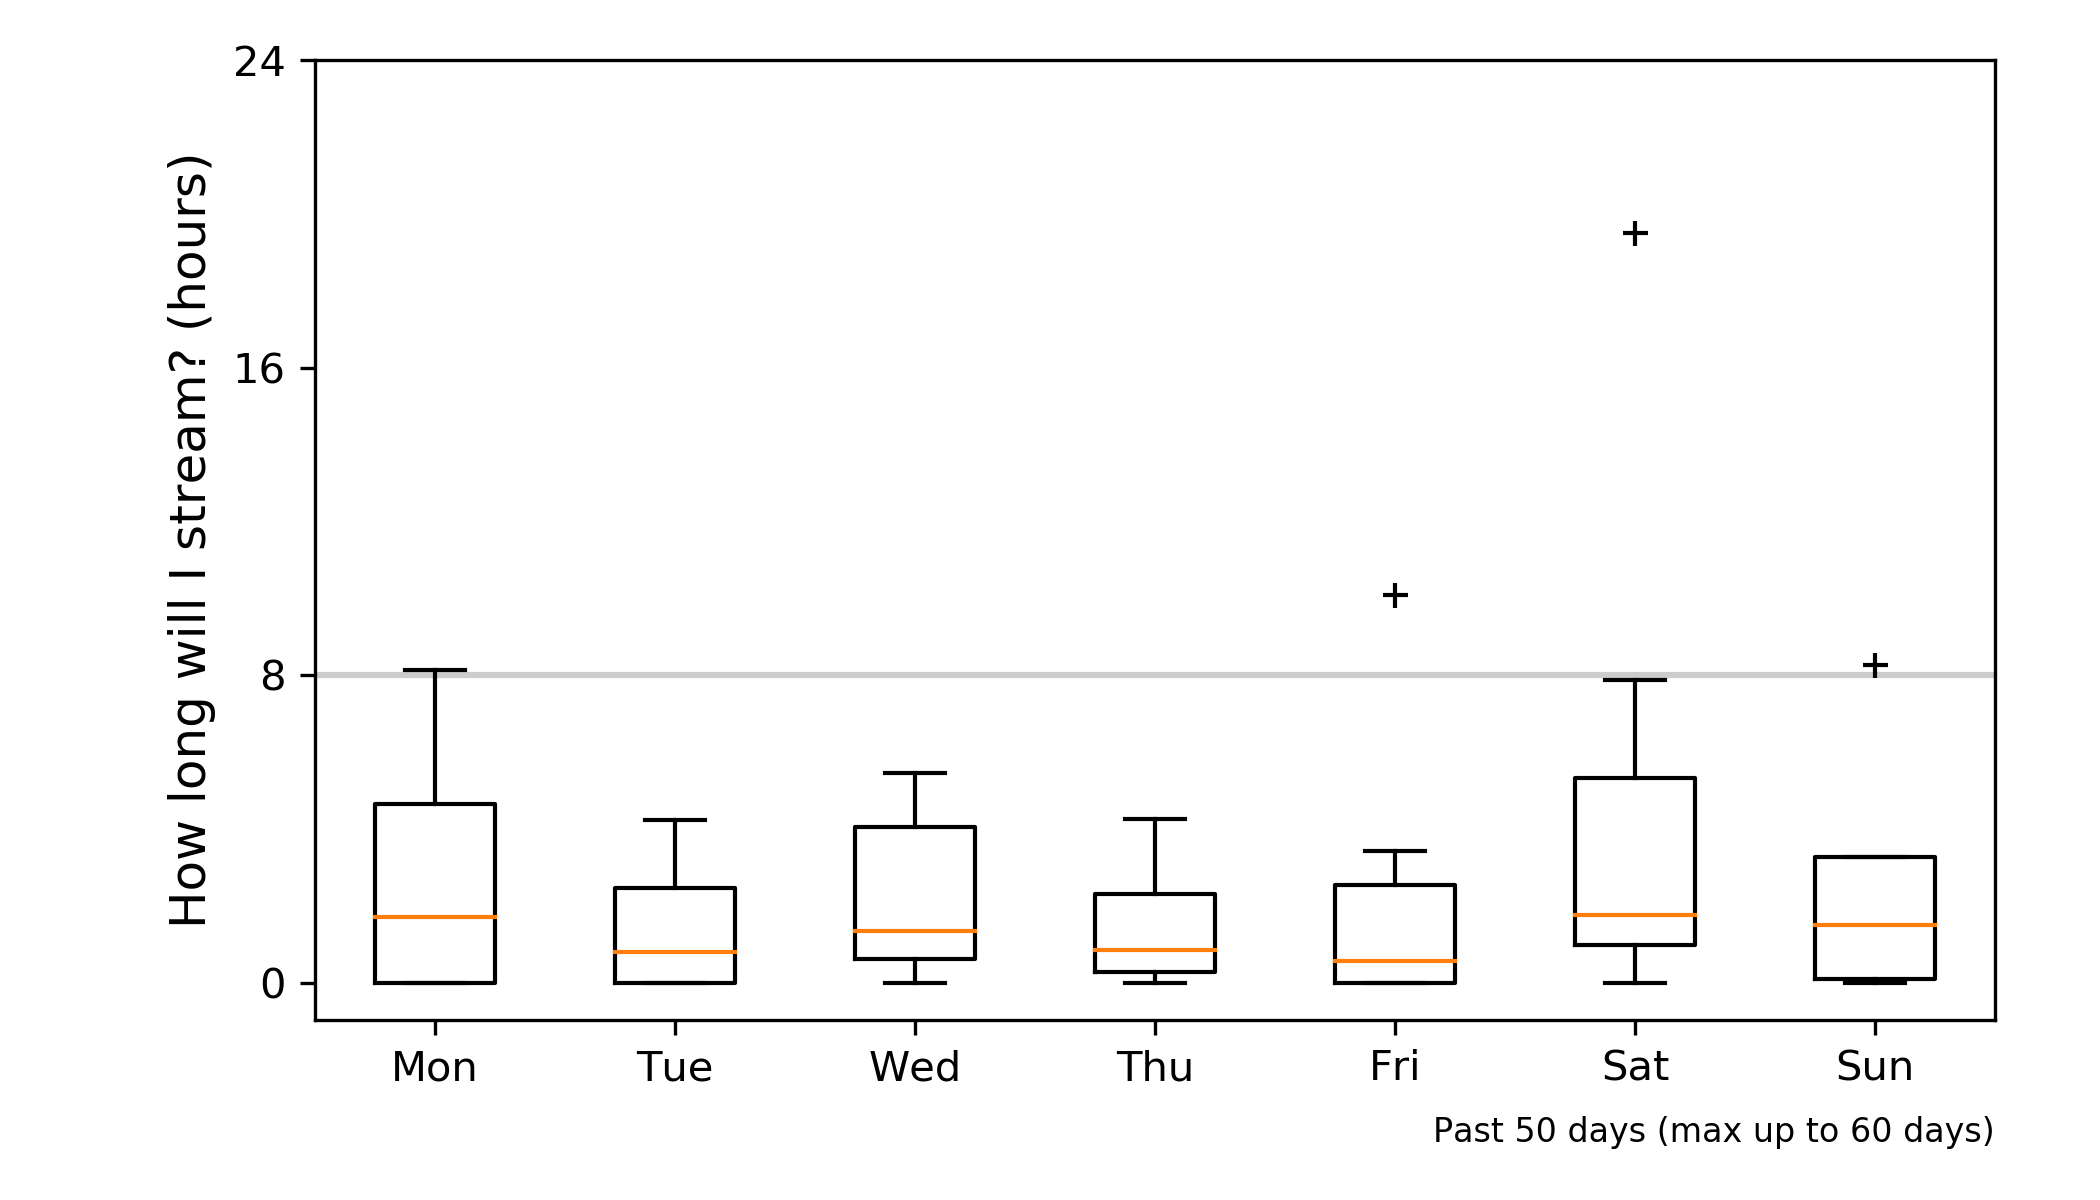 How long will I stream? (hours)
24
16
8
0
Mon Tue Wed Thu Fri Sat Sun
Past 50 days (max up to 60 days)